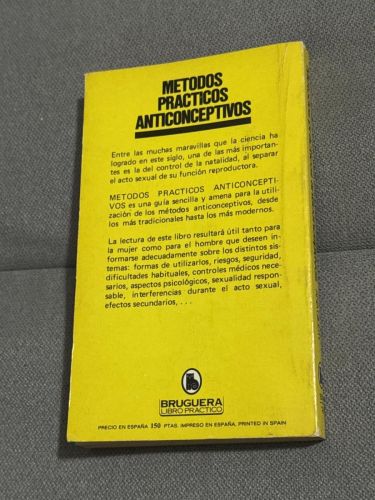 METODOS
PRACTICOS
ANTICONCEPTIVOS
Entre las muchas maravillas que la ciencia ha
logrado en este siglo, una de las más importan-
tes es la del control de la natalidad, al separar
el acto sexual de su función reproductora.
METODOS PRACTICOS ANTICONCEPTI-
VOS es una guía sencilla y amena para la utili-
zación de los métodos anticonceptivos, desde
los más tradicionales hasta los más modernos.
La lectura de este libro resultará útil tanto para
la mujer como para el hombre que deseen in-
formarse adecuadamente sobre los distintos sis-
temas: formas de utilizarlos, riesgos, seguridad,
dificultades habituales, controles médicos nece-
sarios, aspectos psicológicos, sexualidad respon-
sable, interferencias durante el acto sexual,
efectos secundarios, . . .
BRUGUERA
LIBRO PRACTICO
PRECIO EN ESPAÑA 150 PTAS. IMPRESO EN ESPAÑA, PRINTED IN SPAIN